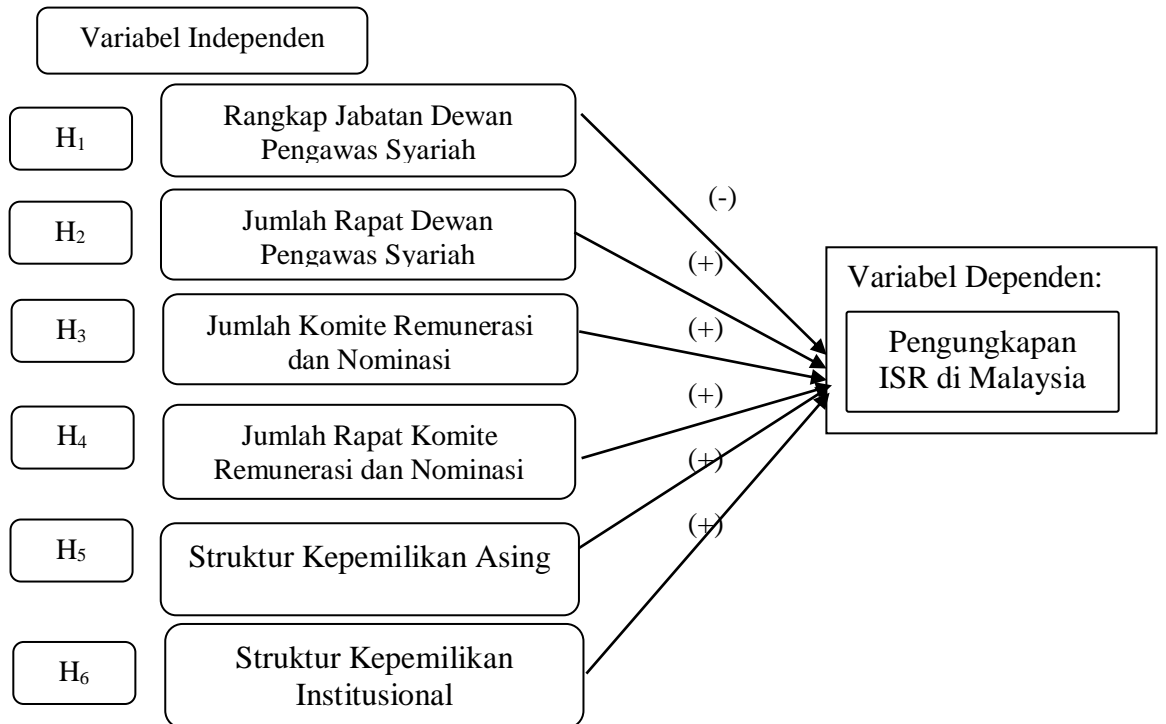 Variabel Independen
H₁
Rangkap Jabatan Dewan
Pengawas Syariah
(-)
H₂
Jumlah Rapat Dewan
Pengawas Syariah
(+)
Variabel Dependen:
H₃
Jumlah Komite Remunerasi
dan Nominasi
(+)
Pengungkapan
ISR di Malaysia
H₄
Jumlah Rapat Komite
Remunerasi dan Nominasi
(+)
(+)
H₅
Struktur Kepemilikan Asing
(+)
H₆
Struktur Kepemilikan
Institusional